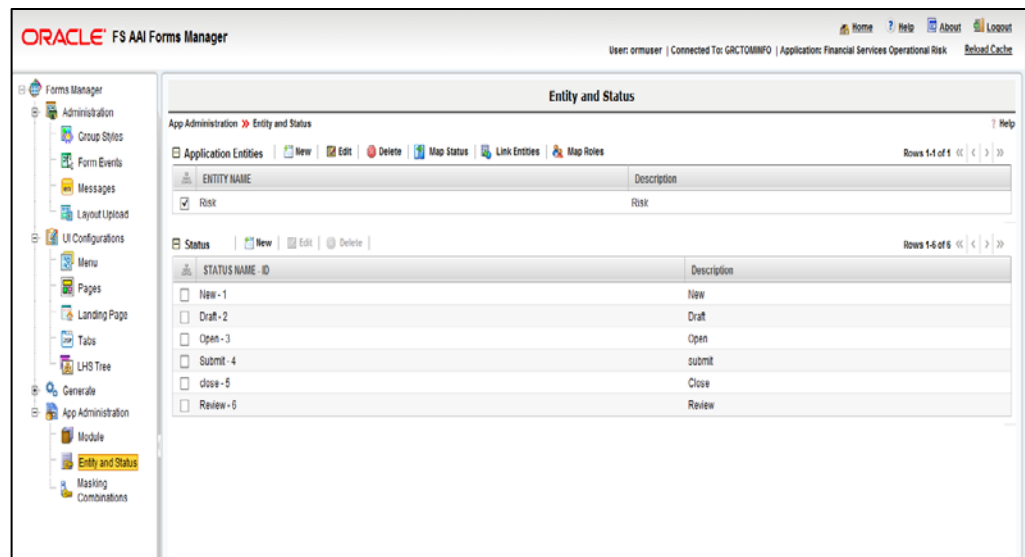 ORACLE® FS AAI Forms Manager
Home ? Help About Logout
User: ormuser | Connected To: GRCTOMINFO | Application: Financial Services Operational Risk Reload Cache
Forms Manager
Administration
Group Styles
Form Events
Messages
Layout Upload
UI Configurations
Menu
Pages
Landing Page
Tabs
LHS Tree
Generate
App Administration
Module
Entity and Status
Masking
Combinations
Entity and Status
App Administration » Entity and Status ? Help
Application Entities | New | Edit | Delete | Map Status | Link Entities | Map Roles Rows 1-1 of 1
ENTITY NAME Description
Risk Risk
Status | New | Edit | Delete | Rows 1-6 of 6
STATUS NAME - ID Description
New - 1 New
Draft - 2 Draft
Open - 3 Open
Submit - 4 submit
close - 5 Close
Review - 6 Review